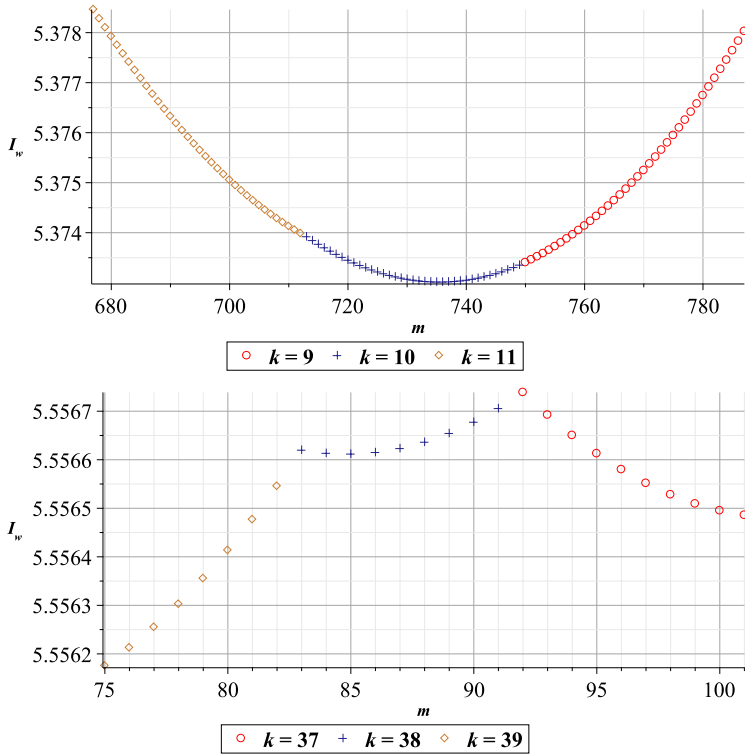 5.378
5.377
5.376
I_w
5.375
5.374
680 700 720 740 760 780
m
k = 9 k = 10 k = 11
5.5567
5.5566
5.5565
I_w
5.5564
5.5563
5.5562
75 80 85 90 95 100
m
k = 37 k = 38 k = 39